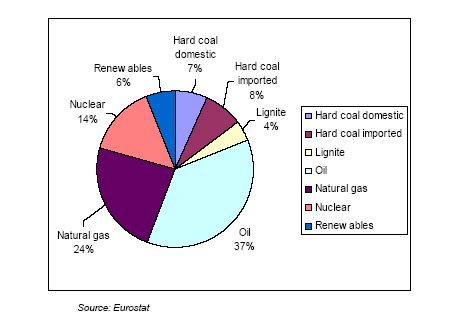 Hard coal
domestic
7%
Hard coal
imported
8%
Lignite
4%
Oil
37%
Natural gas
24%
Nuclear
14%
Renew ables
6%
Hard coal domestic
Hard coal imported
Lignite
Oil
Natural gas
Nuclear
Renew ables
Source: Eurostat